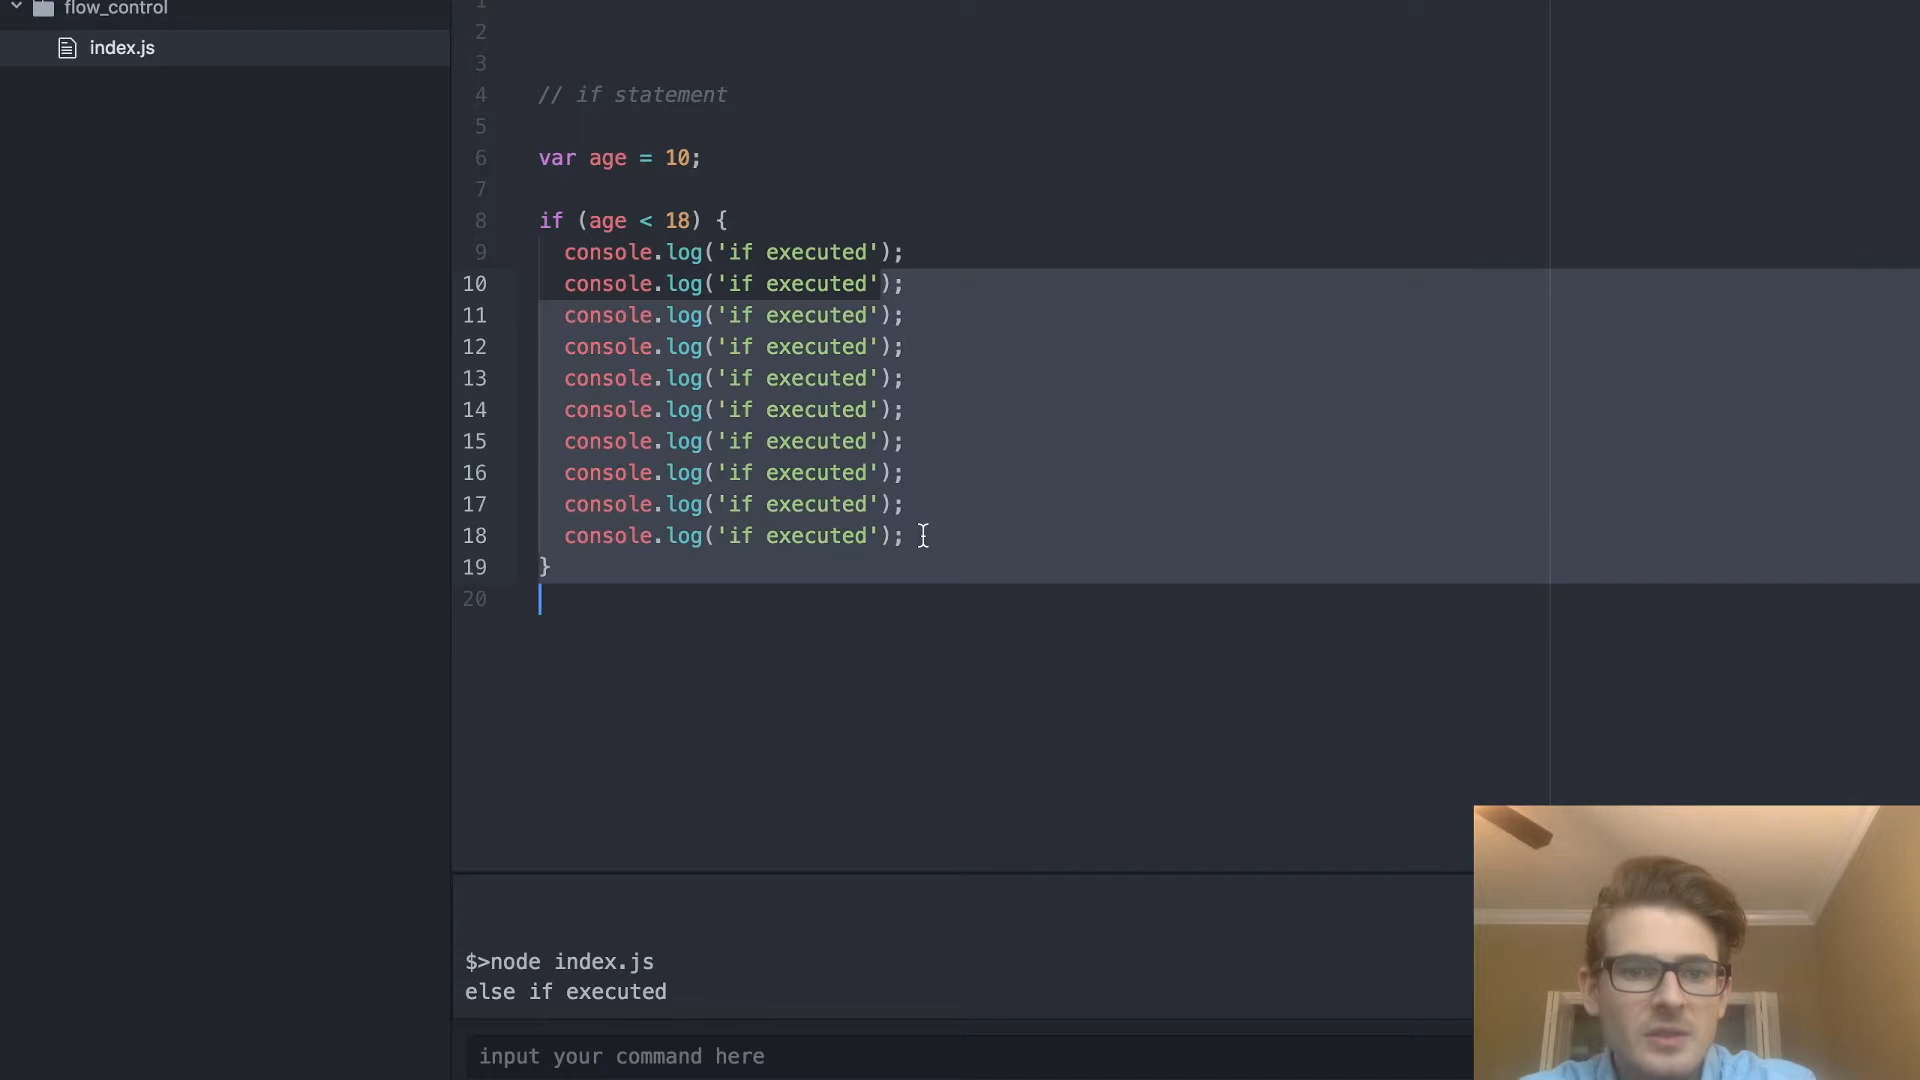 flow_control
index.js
1
2
3
4 // if statement
5
6 var age = 10;
7
8 if (age < 18) {
9 console.log('if executed');
10 console.log('if executed');
11 console.log('if executed');
12 console.log('if executed');
13 console.log('if executed');
14 console.log('if executed');
15 console.log('if executed');
16 console.log('if executed');
17 console.log('if executed');
18 console.log('if executed');
19 }
20
$>node index.js
else if executed
input your command here